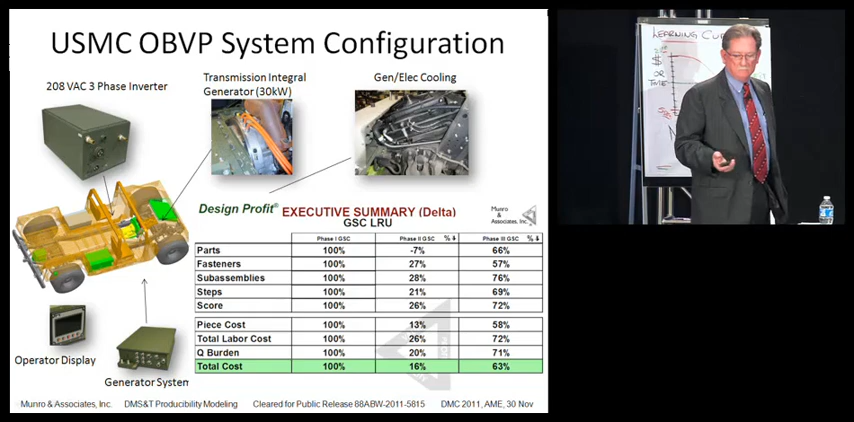 USMC OBVP System Configuration
208 VAC 3 Phase Inverter
Transmission Integral
Generator (30kW)
Gen/Elec Cooling
Design Profit® EXECUTIVE SUMMARY (Delta)
GSC LRU
Munro
& Associates, Inc.
Phase I GSC Phase II GSC % ↓ Phase III GSC % ↓
Parts 100% -7% 66%
Fasteners 100% 27% 57%
Subassemblies 100% 28% 76%
Steps 100% 21% 69%
Score 100% 26% 72%
Piece Cost 100% 13% 58%
Total Labor Cost 100% 26% 72%
Q Burden 100% 20% 71%
Total Cost 100% 16% 63%
Operator Display
Generator System
Munro & Associates, Inc. DMS&T Producibility Modeling Cleared for Public Release 88ABW-2011-5815 DMC 2011, AME, 30 Nov
LEARNING CU
$
OR
TIME